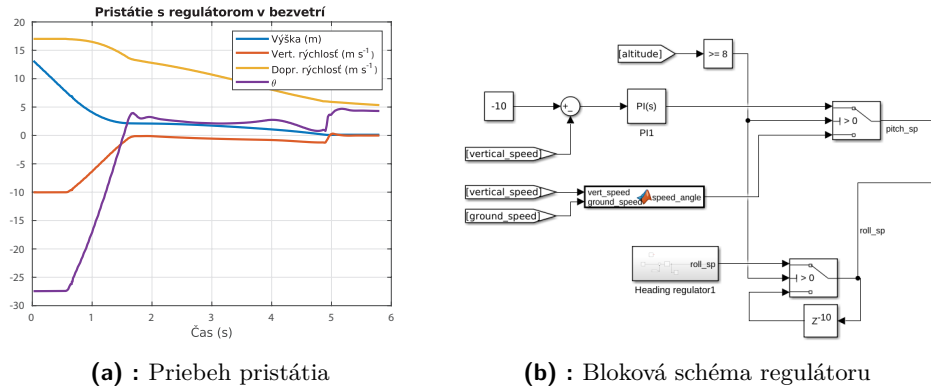 Pristátie s regulátorom v bezvetrí
20
15
10
5
0
-5
-10
-15
-20
-25
-30
Výška (m)
Vert. rýchlosť (m s⁻¹)
Dopr. rýchlosť (m s⁻¹)
θ
0 1 2 3 4 5 6
Čas (s)
(a) : Priebeh pristátia
[altitude]
>= 8
-10
+_
PI(s)
PI1
> 0
pitch_sp
[vertical_speed]
[vertical_speed]
[ground_speed]
vert_speed
ground_speed
speed_angle
roll_sp
roll_sp
Heading regulator1
> 0
Z⁻¹⁰
(b) : Bloková schéma regulátoru